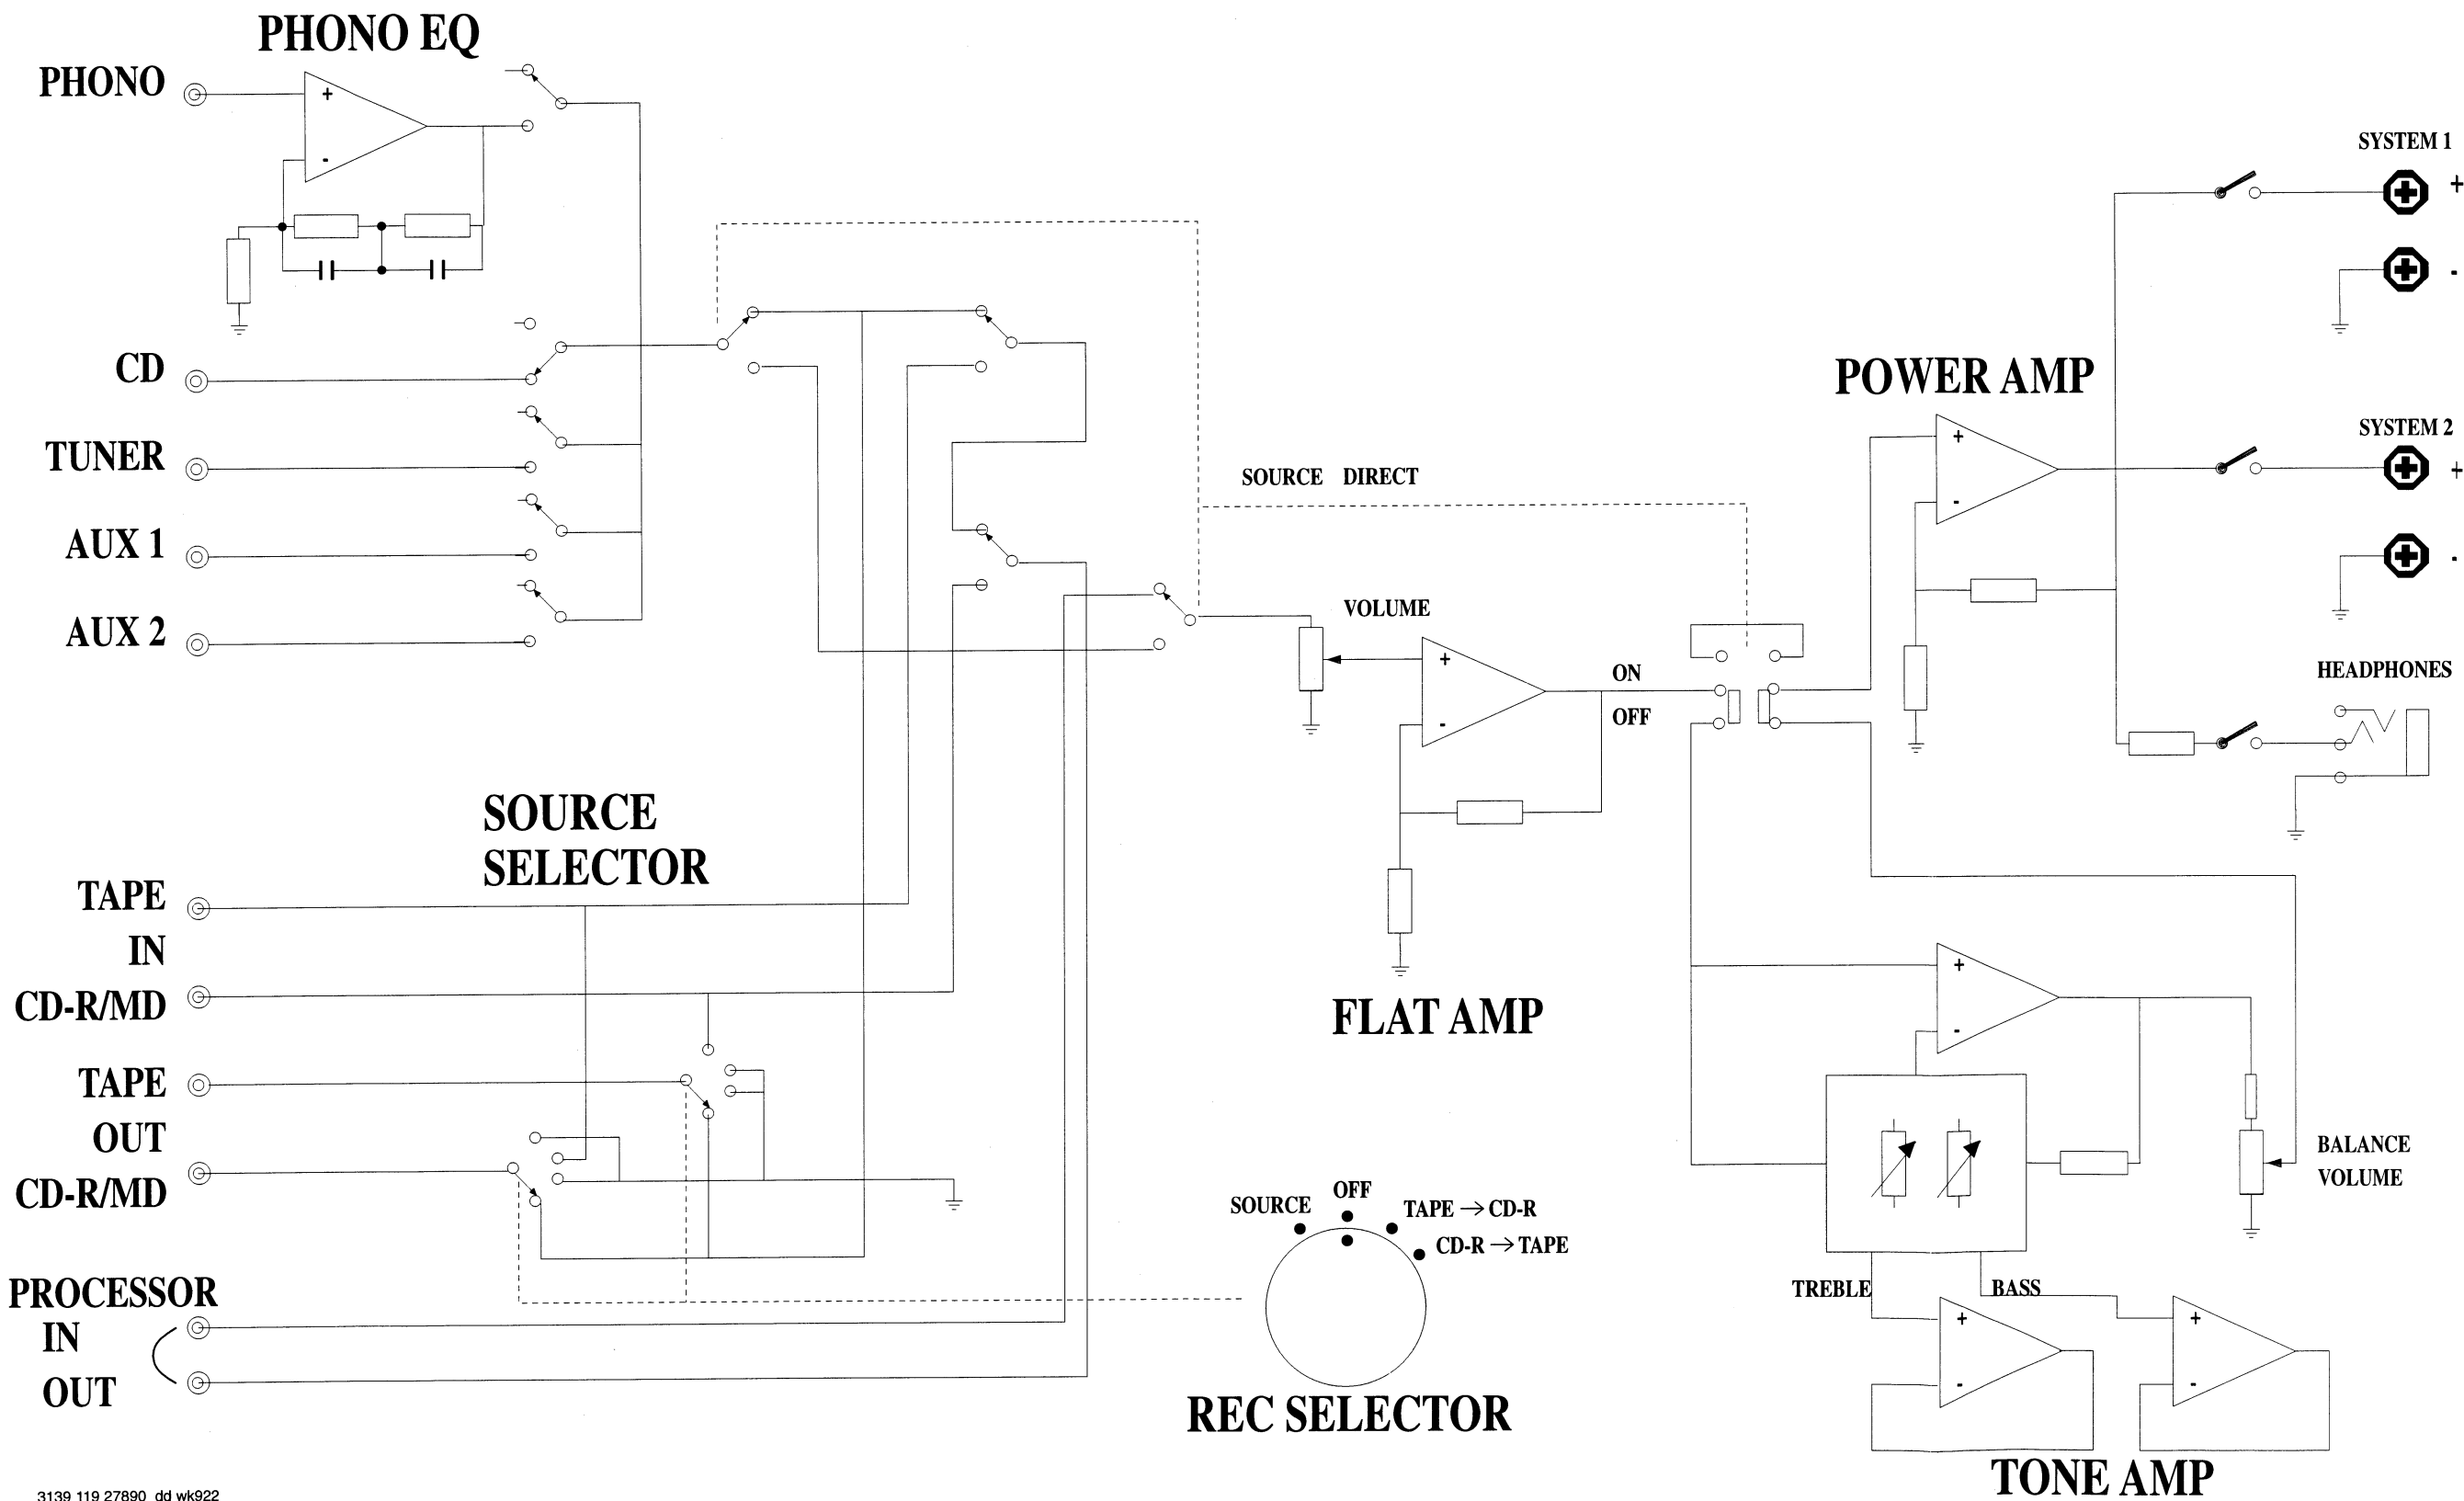 PHONO EQ
PHONO
+
-
CD
TUNER
AUX 1
AUX 2
SOURCE DIRECT
VOLUME
+
-
ON
OFF
FLAT AMP
POWER AMP
+
-
SYSTEM 1
+
-
SYSTEM 2
+
-
HEADPHONES
SOURCE
SELECTOR
TAPE
IN
CD-R/MD
TAPE
OUT
CD-R/MD
PROCESSOR
IN
OUT
SOURCE
OFF
TAPE → CD-R
CD-R → TAPE
REC SELECTOR
+
-
BALANCE
VOLUME
TREBLE
BASS
+
-
+
-
TONE AMP
3139 119 27890 dd wk922